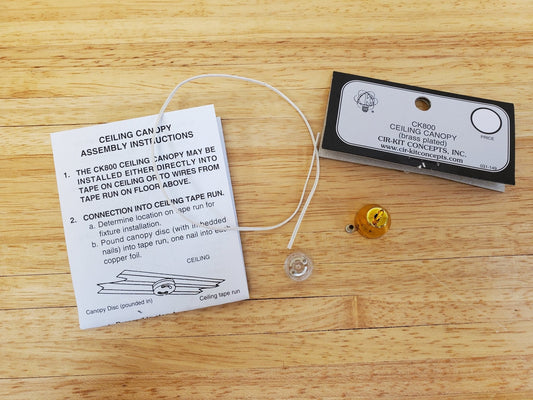 CEILING CANOPY
ASSEMBLY INSTRUCTIONS
1. THE CK800 CEILING CANOPY MAY BE
INSTALLED EITHER DIRECTLY INTO
TAPE ON CEILING OR TO WIRES FROM
TAPE RUN ON FLOOR ABOVE.
2. CONNECTION INTO CEILING TAPE RUN.
a. Determine location on tape run for
fixture installation.
b. Pound canopy disc (with imbedded
nails) into tape run, one nail into each
copper foil.
CEILING
Canopy Disc (pounded in)
Ceiling tape run
CK800
CEILING CANOPY
(brass plated)
CIR-KIT CONCEPTS, INC.
www.cir-kitconcepts.com
PRICE
031-149